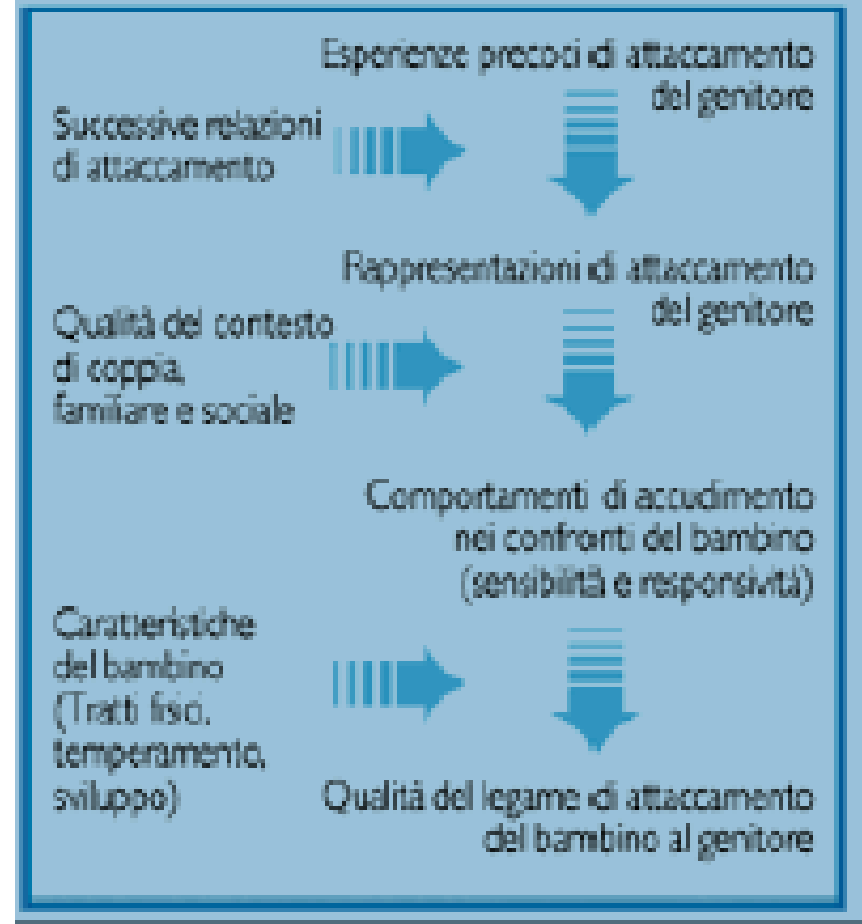 Esperienze precoci di attaccamento
del genitore
Successive relazioni
di attaccamento
Rappresentazioni di attaccamento
del genitore
Qualità del contesto
di coppia,
familiare e sociale
Comportamenti di accudimento
nei confronti del bambino
(sensibilità e responsività)
Caratteristiche
del bambino
(Tratti fisici,
temperamento,
sviluppo)
Qualità del legame di attaccamento
del bambino al genitore